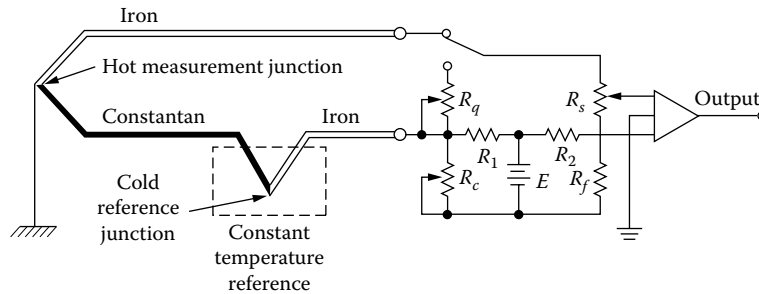 Iron
Hot measurement junction
Constantan
Iron
Cold
reference
junction
Constant
temperature
reference
R_q
R_1
R_c
E
R_2
R_s
R_f
Output